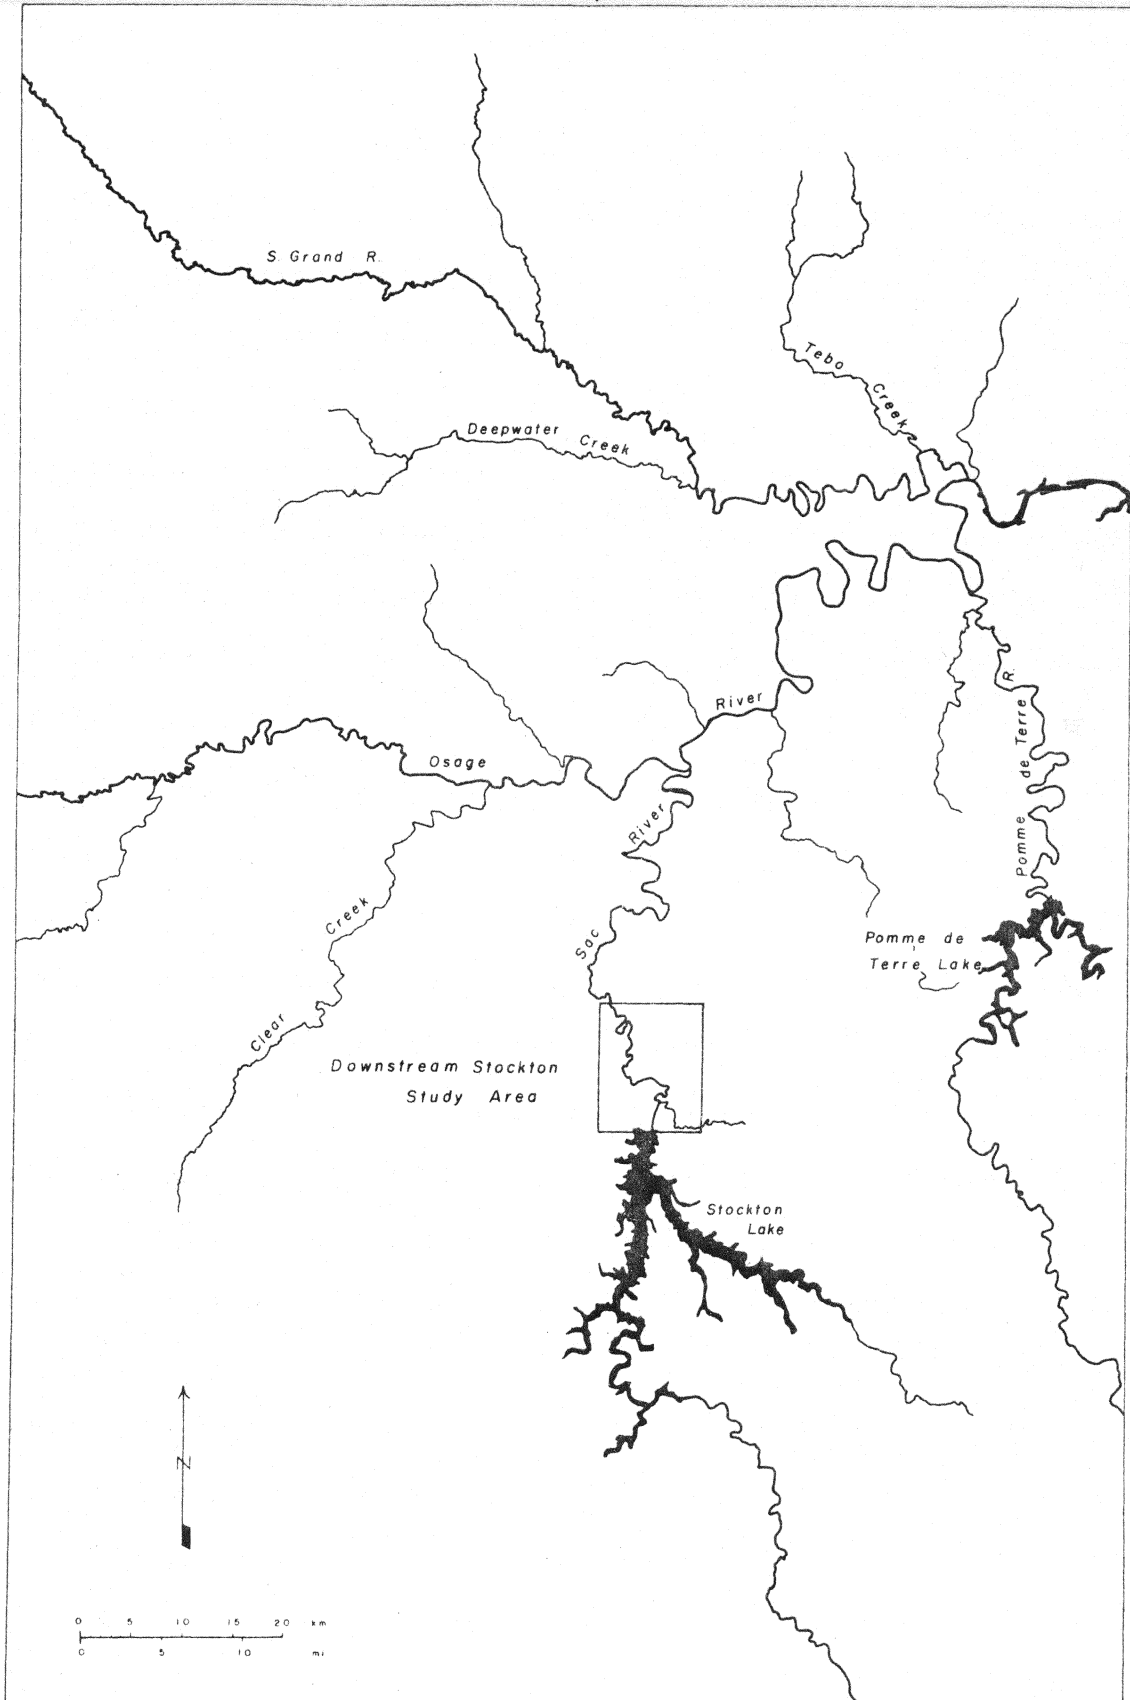 S. Grand R.
Tebo Creek
Deepwater Creek
River
Osage
Pomme de Terre R.
River
Sac
Creek
Clear
Pomme de
Terre Lake
Downstream Stockton
Study Area
Stockton
Lake
N
0 5 10 15 20 km
0 5 10 mi